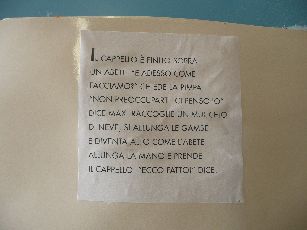 IL CAPPELLO È FINITO SOPRA
UN ABETE. "E ADESSO COME
FACCIAMO?" CHIEDE LA PIMPA.
"NON PREOCCUPARTI, CI PENSO IO"
DICE MAX. RACCOGLIE UN MUCCHIO
DI NEVE, SI ALLUNGA LE GAMBE
E DIVENTA ALTO COME L'ABETE.
ALLUNGA LA MANO E PRENDE
IL CAPPELLO. "ECCO FATTO!" DICE.